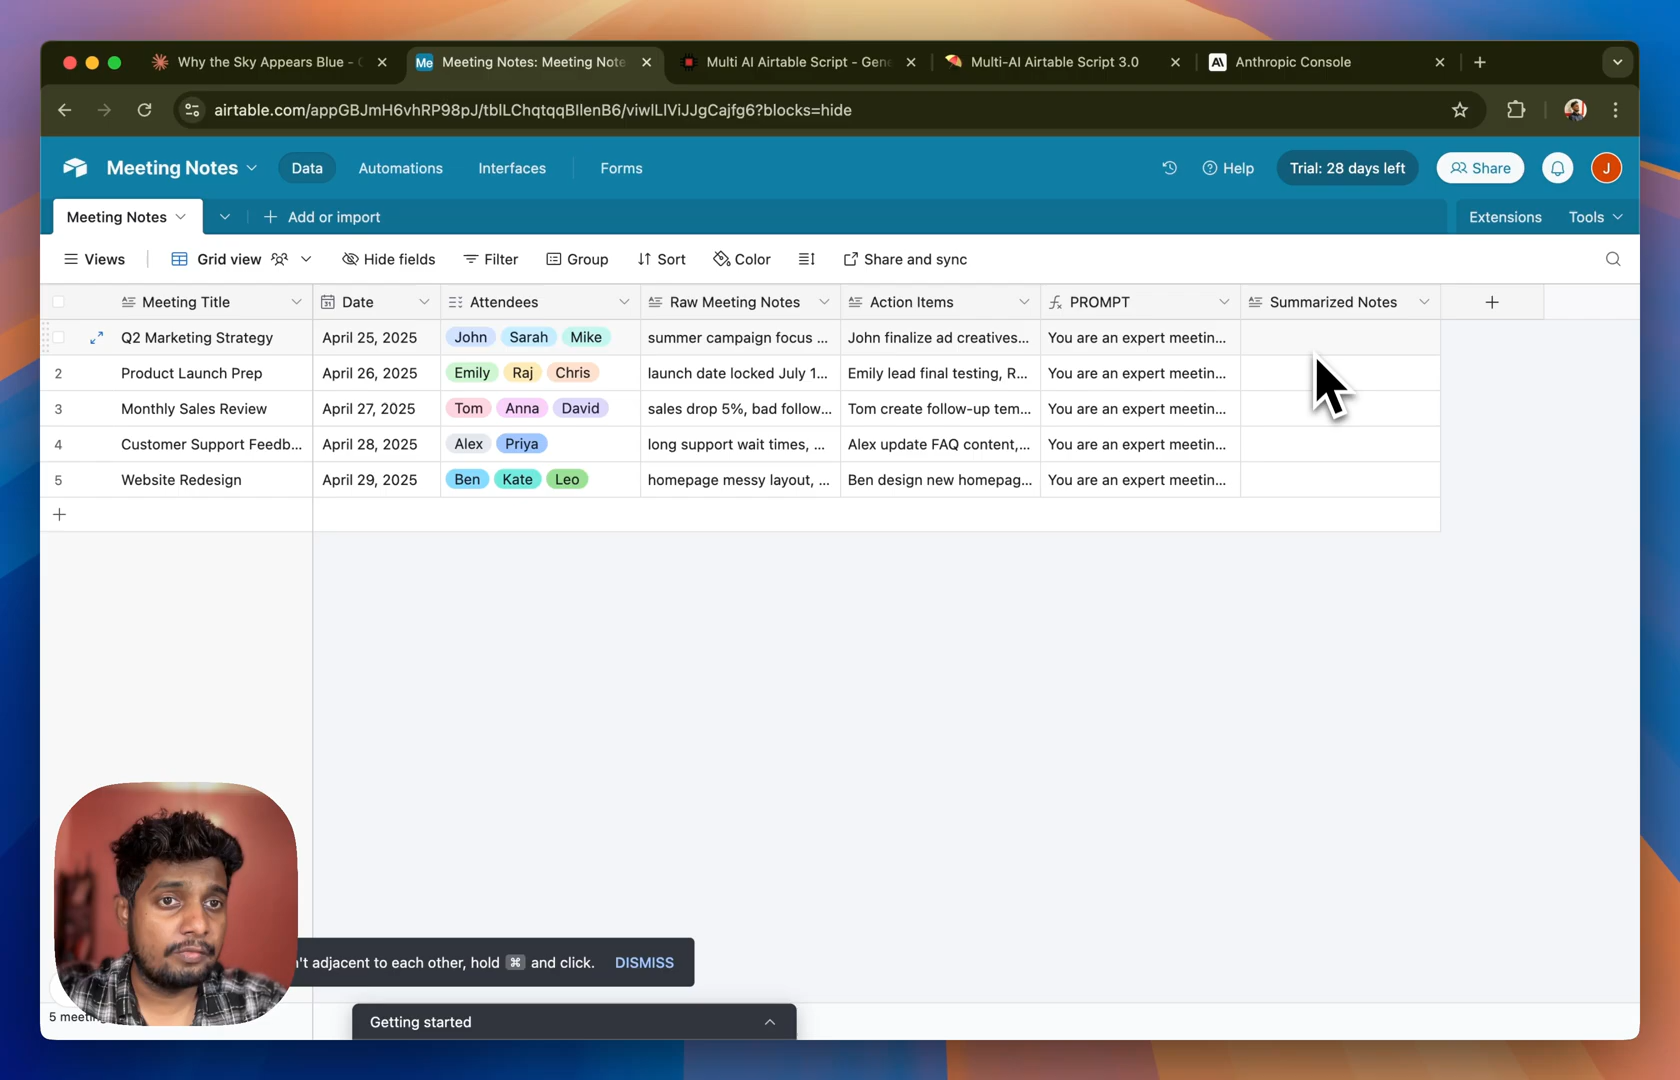 Why the Sky Appears Blue -
Me Meeting Notes: Meeting Note
Multi AI Airtable Script - Gene
Multi-AI Airtable Script 3.0
Anthropic Console
airtable.com/appGBJmH6vhRP98pJ/tblLChqtqqBIlenB6/viwlLIViJJgCajfg6?blocks=hide
Meeting Notes Data Automations Interfaces Forms Help Trial: 28 days left Share J
Meeting Notes Add or import Extensions Tools
Views Grid view Hide fields Filter Group Sort Color Share and sync
Meeting Title 31 Date Attendees Raw Meeting Notes Action Items fx PROMPT Summarized Notes
Q2 Marketing Strategy April 25, 2025 John Sarah Mike summer campaign focus ... John finalize ad creatives... You are an expert meetin...
2 Product Launch Prep April 26, 2025 Emily Raj Chris launch date locked July 1... Emily lead final testing, R... You are an expert meetin...
3 Monthly Sales Review April 27, 2025 Tom Anna David sales drop 5%, bad follow... Tom create follow-up tem... You are an expert meetin...
4 Customer Support Feedb... April 28, 2025 Alex Priya long support wait times, ... Alex update FAQ content,... You are an expert meetin...
5 Website Redesign April 29, 2025 Ben Kate Leo homepage messy layout, ... Ben design new homepag... You are an expert meetin...
't adjacent to each other, hold ⌘ and click. DISMISS
5 meetin
Getting started